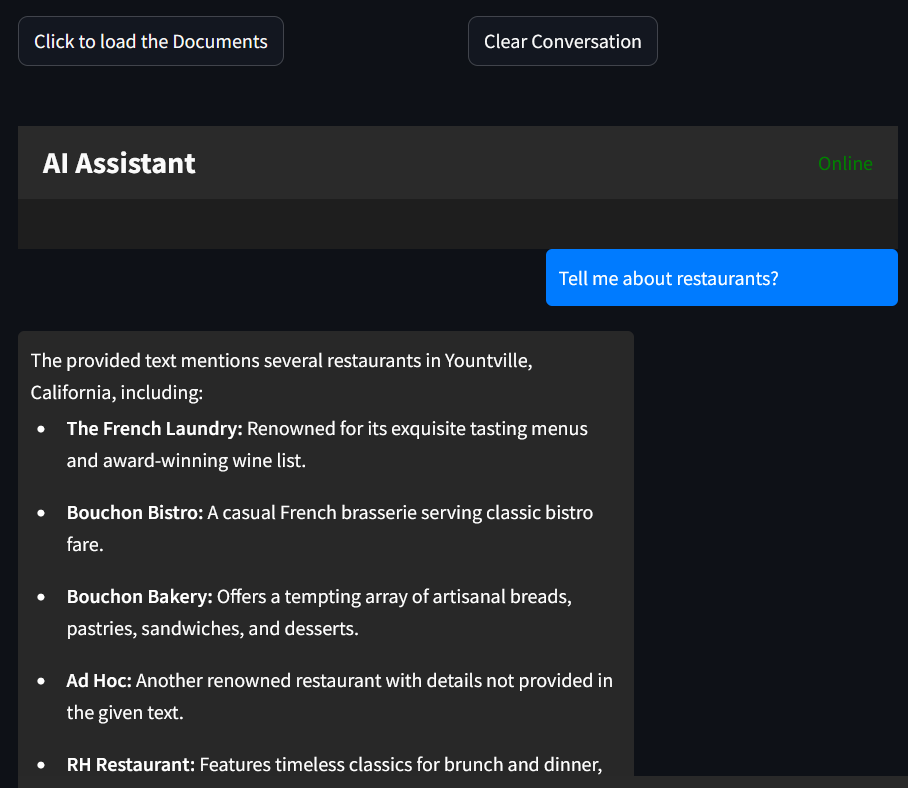 Click to load the Documents
Clear Conversation
AI Assistant
Online
Tell me about restaurants?
The provided text mentions several restaurants in Yountville,
California, including:
• The French Laundry: Renowned for its exquisite tasting menus
and award-winning wine list.
• Bouchon Bistro: A casual French brasserie serving classic bistro
fare.
• Bouchon Bakery: Offers a tempting array of artisanal breads,
pastries, sandwiches, and desserts.
• Ad Hoc: Another renowned restaurant with details not provided in
the given text.
• RH Restaurant: Features timeless classics for brunch and dinner,